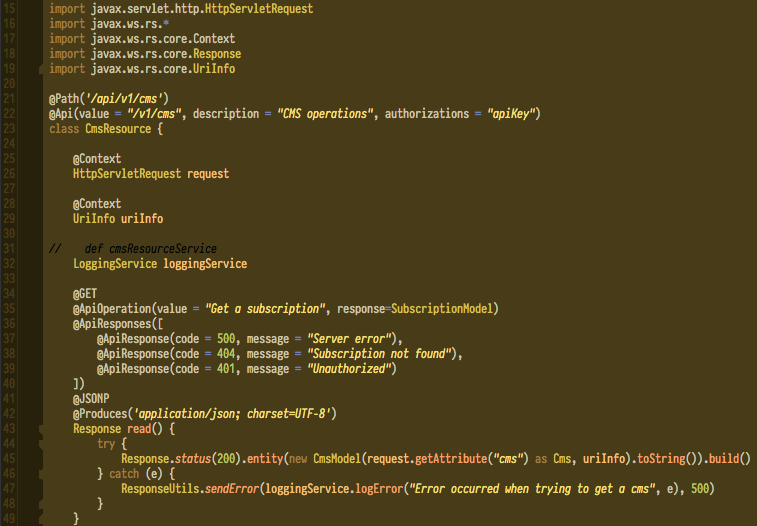 15 import javax.servlet.http.HttpServletRequest
16 import javax.ws.rs.*
17 import javax.ws.rs.core.Context
18 import javax.ws.rs.core.Response
19 import javax.ws.rs.core.UriInfo
20
21 @Path('/api/v1/cms')
22 @Api(value = "/v1/cms", description = "CMS operations", authorizations = "apiKey")
23 class CmsResource {
24
25     @Context
26     HttpServletRequest request
27
28     @Context
29     UriInfo uriInfo
30
31 //    def cmsResourceService
32     LoggingService loggingService
33
34     @GET
35     @ApiOperation(value = "Get a subscription", response=SubscriptionModel)
36     @ApiResponses([
37         @ApiResponse(code = 500, message = "Server error"),
38         @ApiResponse(code = 404, message = "Subscription not found"),
39         @ApiResponse(code = 401, message = "Unauthorized")
40     ])
41     @JSONP
42     @Produces('application/json; charset=UTF-8')
43     Response read() {
44         try {
45             Response.status(200).entity(new CmsModel(request.getAttribute("cms") as Cms, uriInfo).toString()).build()
46         } catch (e) {
47             ResponseUtils.sendError(loggingService.logError("Error occurred when trying to get a cms", e), 500)
48         }
49     }